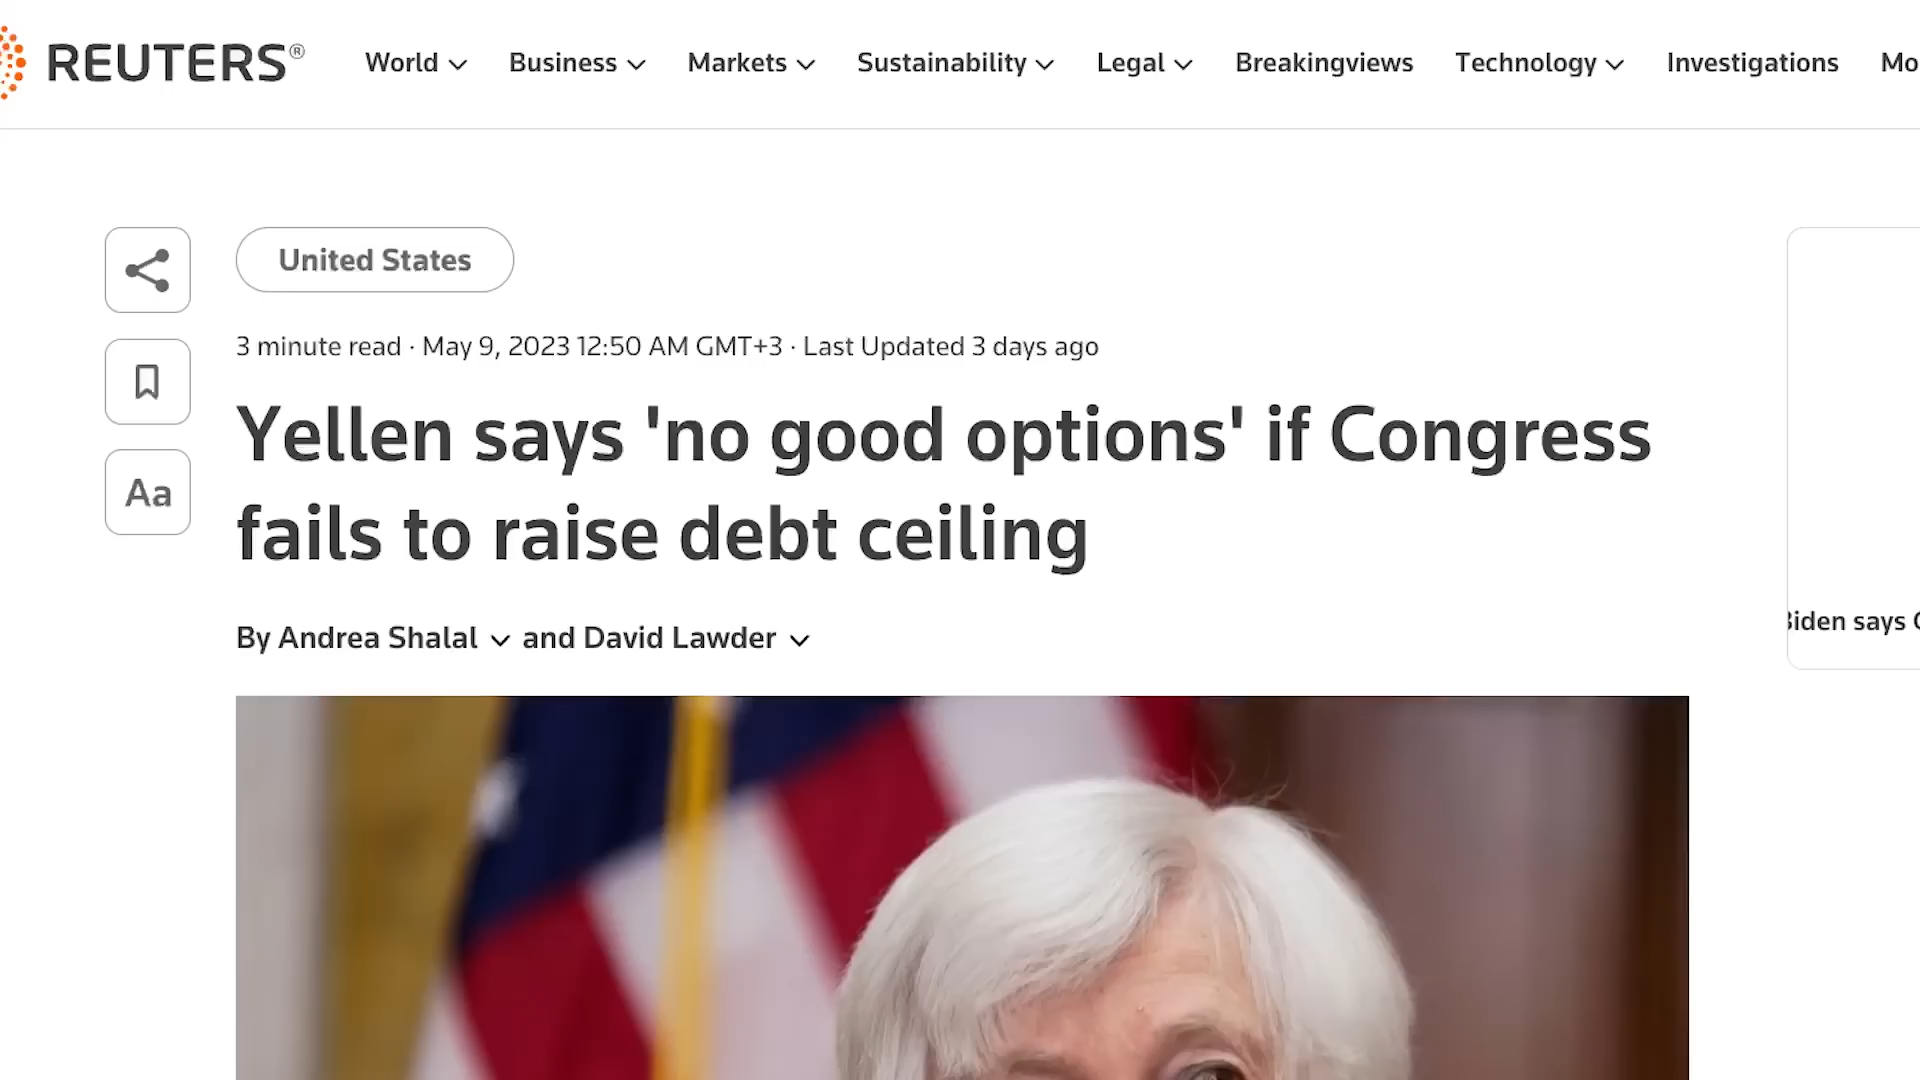 REUTERS®
World
Business
Markets
Sustainability
Legal
Breakingviews
Technology
Investigations
United States
3 minute read · May 9, 2023 12:50 AM GMT+3 · Last Updated 3 days ago
Aa
Yellen says 'no good options' if Congress
fails to raise debt ceiling
By Andrea Shalal and David Lawder
says